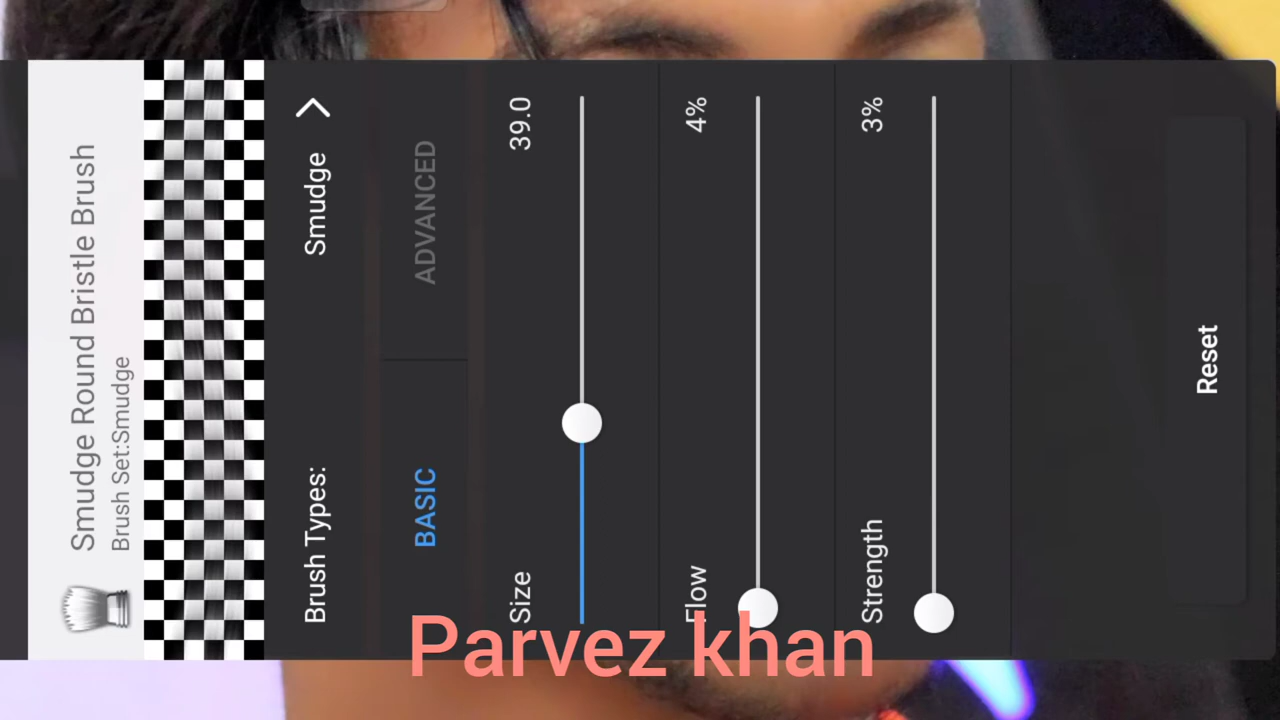 Smudge Round Bristle Brush
Brush Set:Smudge
Brush Types: Smudge
BASIC ADVANCED
Size 39.0
Flow 4%
Strength 3%
Reset
Parvez khan